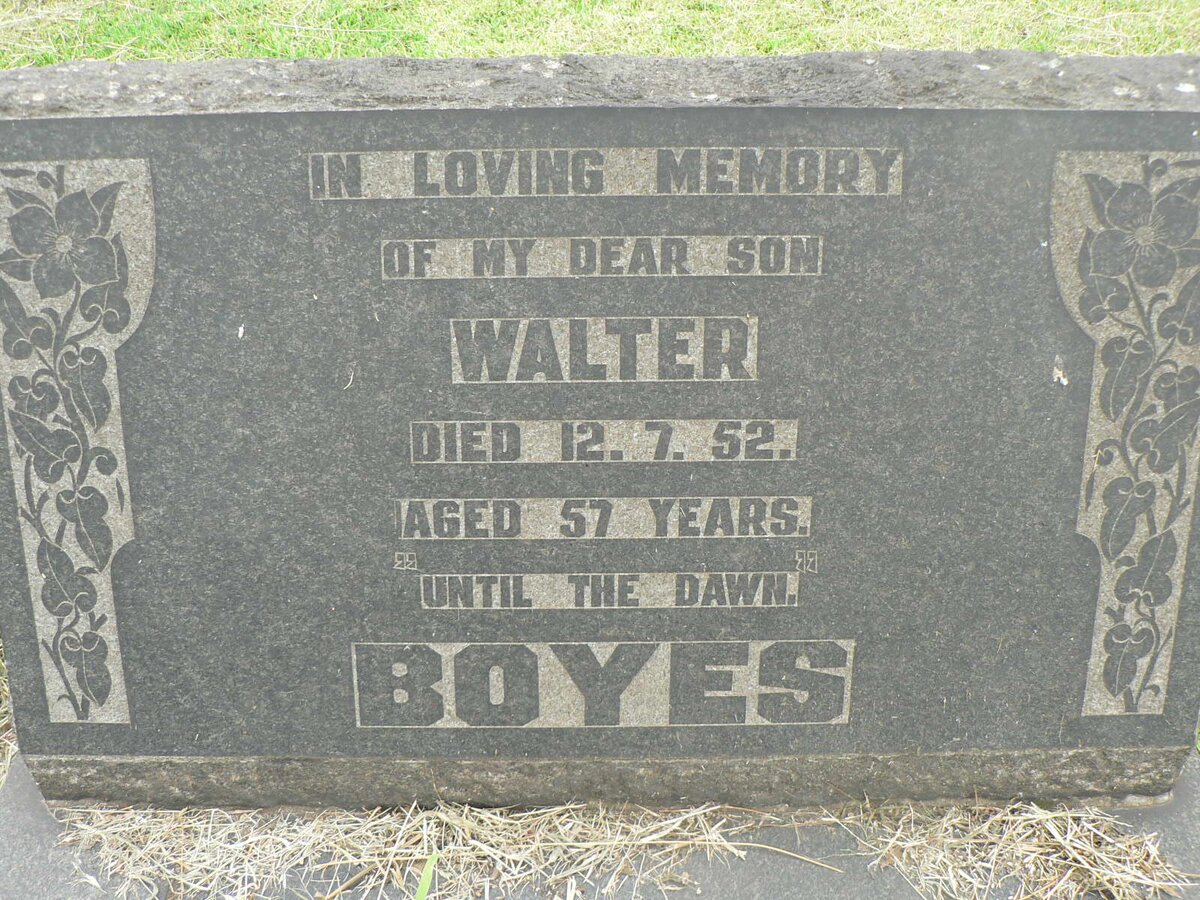 IN LOVING MEMORY
OF MY DEAR SON
WALTER
DIED 12. 7. 52.
AGED 57 YEARS.
"UNTIL THE DAWN."
BOYES